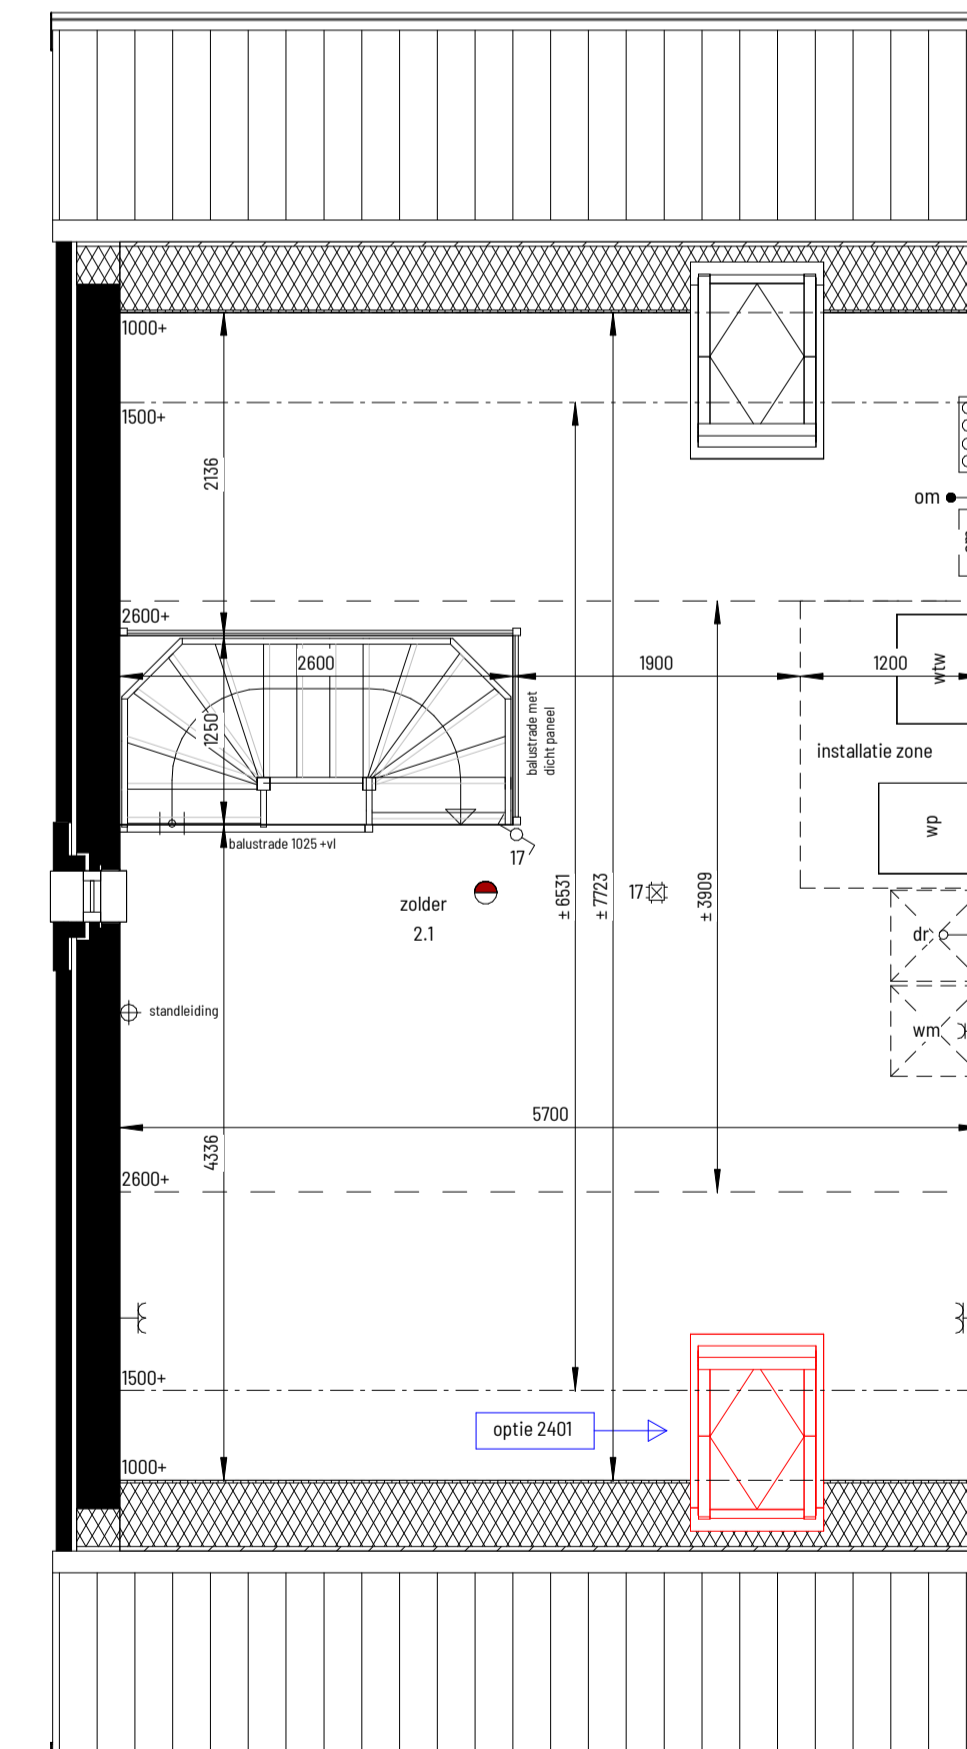 1000+
1500+
2136
om
2600+
2600
1900
1200
wtw
1250
balustrade met
dicht paneel
installatie zone
wp
balustrade 1025 +vl
17
zolder
2.1
± 6531
± 7723
17
± 3909
dr
standleiding
wm
5700
4336
2600+
1500+
optie 2401
1000+